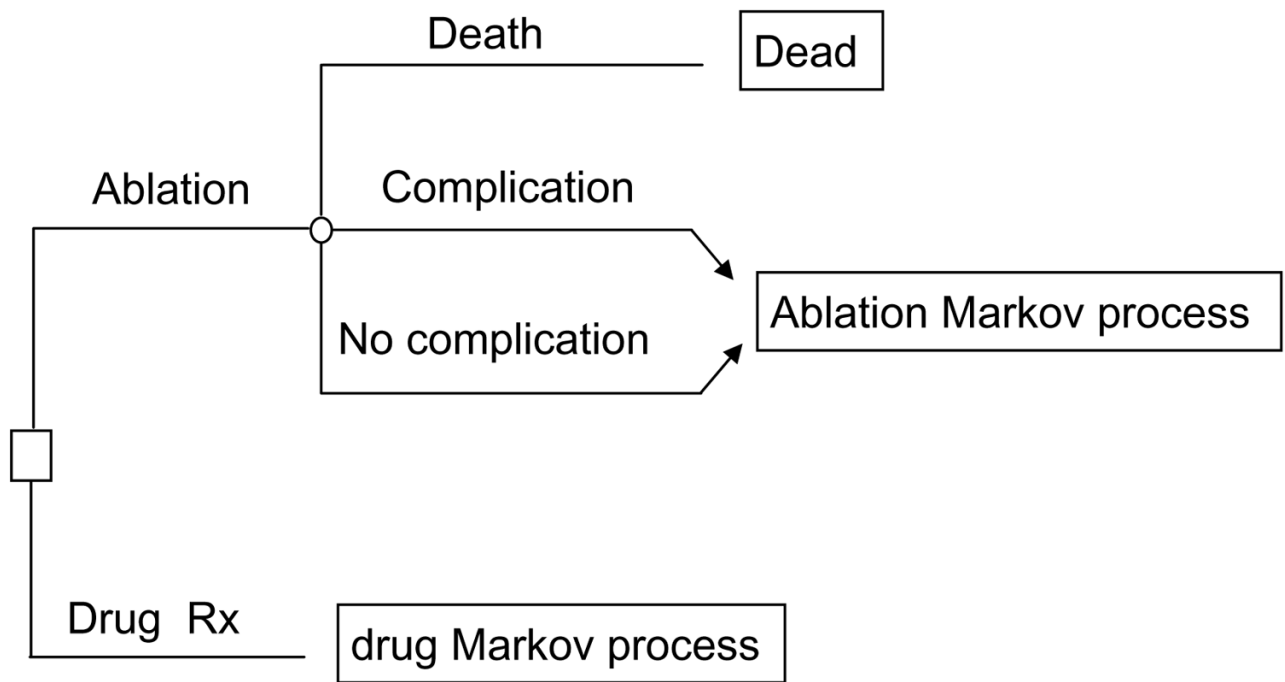 Death
Dead
Ablation
Complication
Ablation Markov process
No complication
Drug Rx
drug Markov process